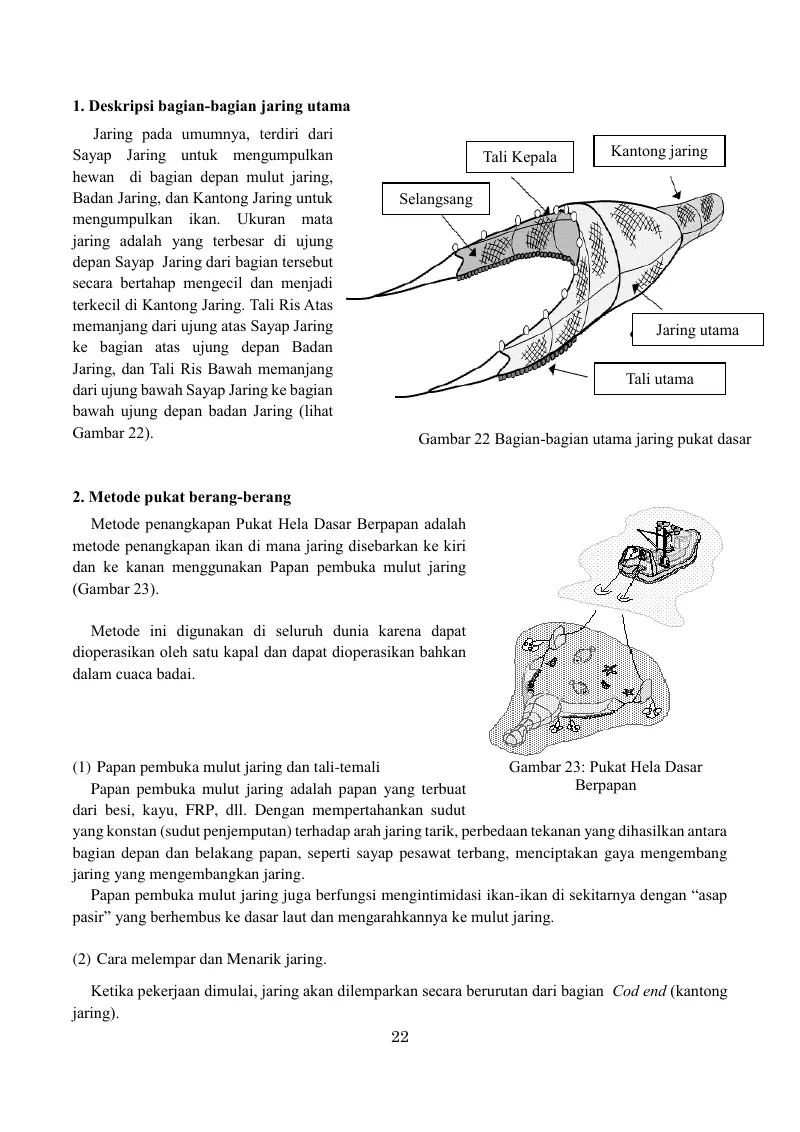 1. Deskripsi bagian-bagian jaring utama
Jaring pada umumnya, terdiri dari
Sayap Jaring untuk mengumpulkan
hewan di bagian depan mulut jaring,
Badan Jaring, dan Kantong Jaring untuk
mengumpulkan ikan. Ukuran mata
jaring adalah yang terbesar di ujung
depan Sayap Jaring dari bagian tersebut
secara bertahap mengecil dan menjadi
terkecil di Kantong Jaring. Tali Ris Atas
memanjang dari ujung atas Sayap Jaring
ke bagian atas ujung depan Badan
Jaring, dan Tali Ris Bawah memanjang
dari ujung bawah Sayap Jaring ke bagian
bawah ujung depan badan Jaring (lihat
Gambar 22).
Tali Kepala
Kantong jaring
Selangsang
Jaring utama
Tali utama
Gambar 22 Bagian-bagian utama jaring pukat dasar
2. Metode pukat berang-berang
Metode penangkapan Pukat Hela Dasar Berpapan adalah
metode penangkapan ikan di mana jaring disebarkan ke kiri
dan ke kanan menggunakan Papan pembuka mulut jaring
(Gambar 23).
Metode ini digunakan di seluruh dunia karena dapat
dioperasikan oleh satu kapal dan dapat dioperasikan bahkan
dalam cuaca badai.
Gambar 23: Pukat Hela Dasar
Berpapan
(1) Papan pembuka mulut jaring dan tali-temali
Papan pembuka mulut jaring adalah papan yang terbuat
dari besi, kayu, FRP, dll. Dengan mempertahankan sudut
yang konstan (sudut penjemputan) terhadap arah jaring tarik, perbedaan tekanan yang dihasilkan antara
bagian depan dan belakang papan, seperti sayap pesawat terbang, menciptakan gaya mengembang
jaring yang mengembangkan jaring.
Papan pembuka mulut jaring juga berfungsi mengintimidasi ikan-ikan di sekitarnya dengan “asap
pasir” yang berhembus ke dasar laut dan mengarahkannya ke mulut jaring.
(2) Cara melempar dan Menarik jaring.
Ketika pekerjaan dimulai, jaring akan dilemparkan secara berurutan dari bagian Cod end (kantong
jaring).
22